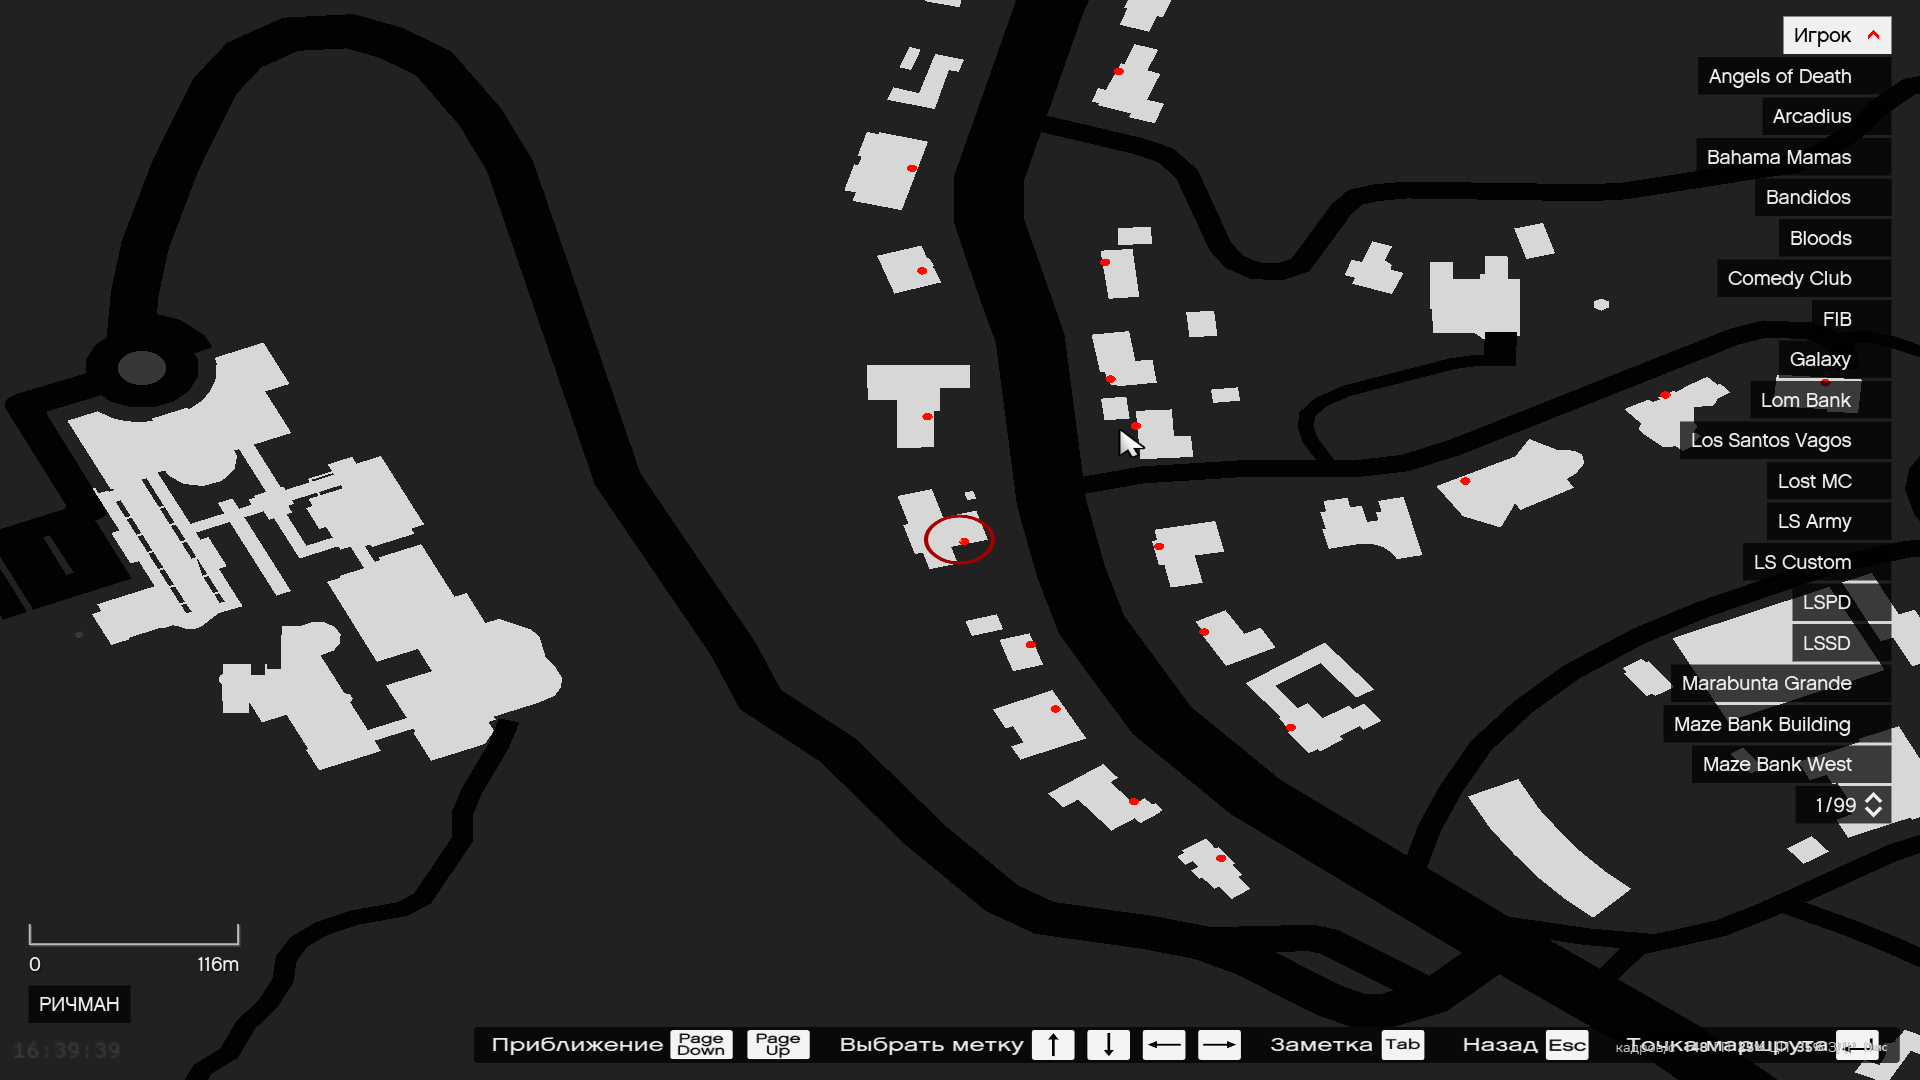 Игрок
Angels of Death
Arcadius
Bahama Mamas
Bandidos
Bloods
Comedy Club
FIB
Galaxy
Lom Bank
Los Santos Vagos
Lost MC
LS Army
LS Custom
LSPD
LSSD
Marabunta Grande
Maze Bank Building
Maze Bank West
1/99
0 116m
РИЧМАН
16:39:39
Приближение Page Down Page Up Выбрать метку ↑ ↓ ← → Заметка Tab Назад Esc Точка маршрута
кадров/с